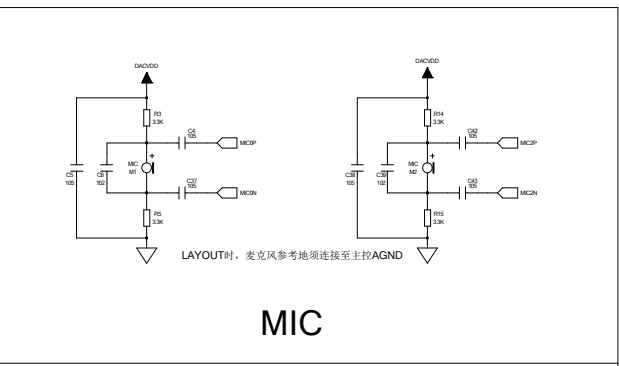 DACVDD
R3
3.3K
C4
105
MIC0P
C5
105
C6
102
MIC
M1
+
C37
105
MIC0N
R5
3.3K
DACVDD
R14
3.3K
C42
105
MIC2P
C38
105
C39
102
MIC
M2
+
C43
105
MIC2N
R15
3.3K
LAYOUT时，麦克风参考地须连接至主控AGND
MIC